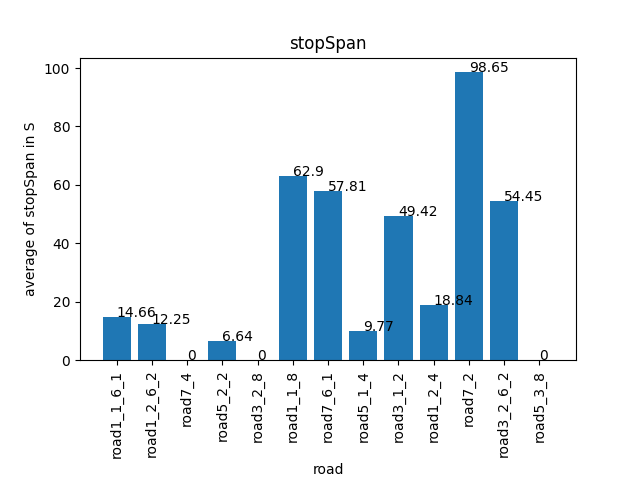 stopSpan
average of stopSpan in S
100
80
60
40
20
0
14.66
12.25
0
6.64
0
62.9
57.81
9.77
49.42
18.84
98.65
54.45
0
road1_1_6_1
road1_2_6_2
road7_4
road5_2_2
road3_2_8
road1_1_8
road7_6_1
road5_1_4
road3_1_2
road1_2_4
road7_2
road3_2_6_2
road5_3_8
road